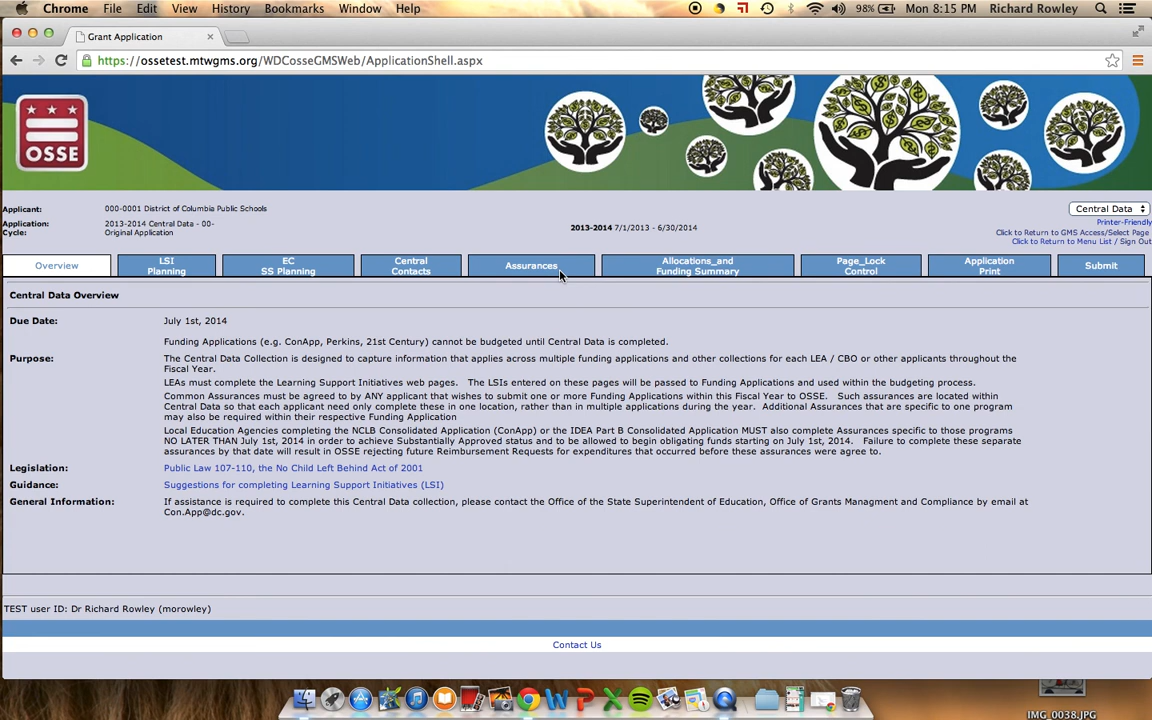 Chrome File Edit View History Bookmarks Window Help 98% Mon 8:15 PM Richard Rowley
Grant Application
https://ossetest.mtwgms.org/WDCosseGMSWeb/ApplicationShell.aspx
OSSE
Applicant: 000-0001 District of Columbia Public Schools
Central Data
Application: 2013-2014 Central Data - 00-
Cycle: Original Application
2013-2014 7/1/2013 - 6/30/2014
Printer-Friendly
Click to Return to GMS Access/Select Page
Click to Return to Menu List / Sign Out
Overview
LSI
Planning
EC
SS Planning
Central
Contacts
Assurances
Allocations_and
Funding Summary
Page_Lock
Control
Application
Print
Submit
Central Data Overview
Due Date: July 1st, 2014
Funding Applications (e.g. ConApp, Perkins, 21st Century) cannot be budgeted until Central Data is completed.
Purpose: The Central Data Collection is designed to capture information that applies across multiple funding applications and other collections for each LEA / CBO or other applicants throughout the
Fiscal Year.
LEAs must complete the Learning Support Initiatives web pages. The LSIs entered on these pages will be passed to Funding Applications and used within the budgeting process.
Common Assurances must be agreed to by ANY applicant that wishes to submit one or more Funding Applications within this Fiscal Year to OSSE. Such assurances are located within
Central Data so that each applicant need only complete these in one location, rather than in multiple applications during the year. Additional Assurances that are specific to one program
may also be required within their respective Funding Application
Local Education Agencies completing the NCLB Consolidated Application (ConApp) or the IDEA Part B Consolidated Application MUST also complete Assurances specific to those programs
NO LATER THAN July 1st, 2014 in order to achieve Substantially Approved status and to be allowed to begin obligating funds starting on July 1st, 2014. Failure to complete these separate
assurances by that date will result in OSSE rejecting future Reimbursement Requests for expenditures that occurred before these assurances were agree to.
Legislation: Public Law 107-110, the No Child Left Behind Act of 2001
Guidance: Suggestions for completing Learning Support Initiatives (LSI)
General Information: If assistance is required to complete this Central Data collection, please contact the Office of the State Superintendent of Education, Office of Grants Managment and Compliance by email at
Con.App@dc.gov.
TEST user ID: Dr Richard Rowley (morowley)
Contact Us
IMG_0038.JPG